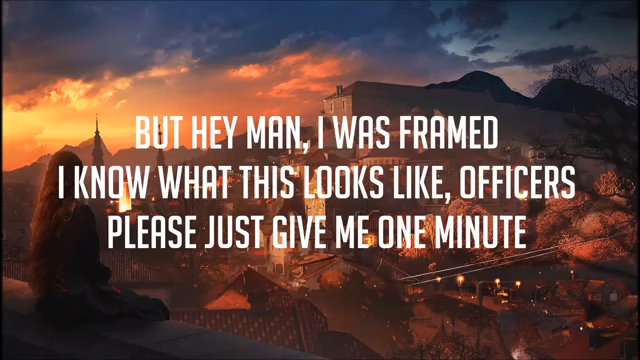 BUT HEY MAN, I WAS FRAMED
I KNOW WHAT THIS LOOKS LIKE, OFFICERS
PLEASE JUST GIVE ME ONE MINUTE